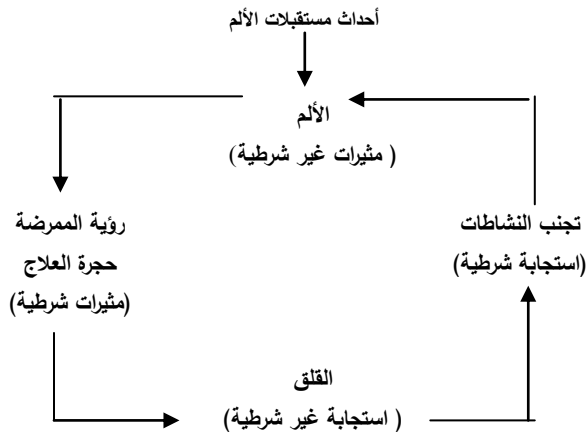 أحداث مستقبلات الألم
الألم
( مثيرات غير شرطية)
رؤية الممرضة
حجرة العلاج
(مثيرات شرطية)
تجنب النشاطات
(استجابة شرطية)
القلق
( استجابة غير شرطية)